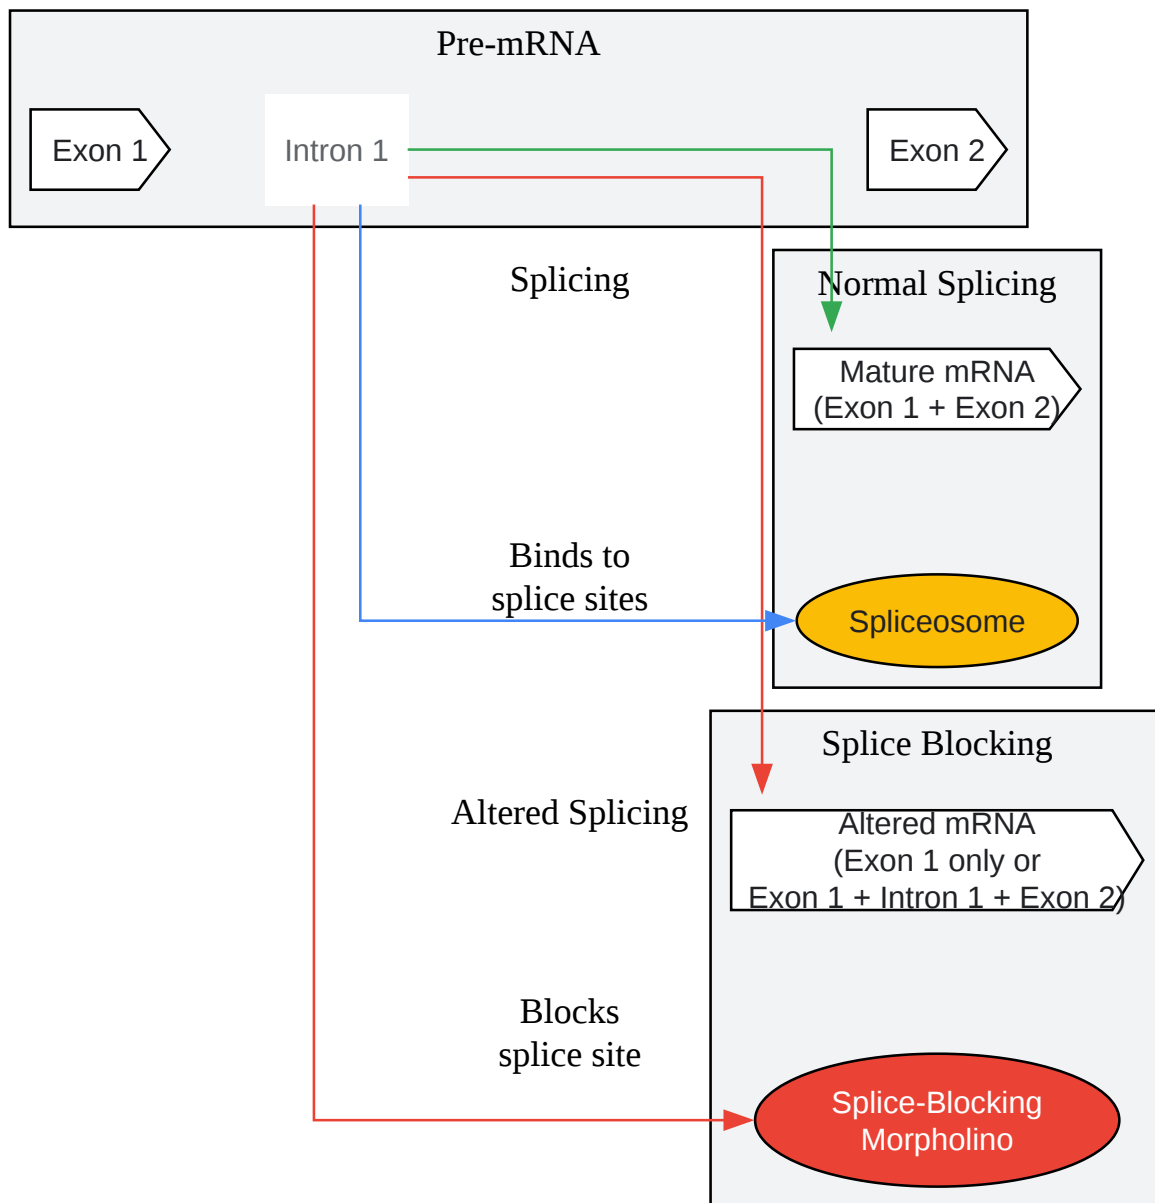 Pre-mRNA
Exon 1
Intron 1
Exon 2
Splicing
Normal Splicing
Mature mRNA
(Exon 1 + Exon 2)
Binds to
splice sites
Spliceosome
Splice Blocking
Altered Splicing
Altered mRNA
(Exon 1 only or
Exon 1 + Intron 1 + Exon 2)
Blocks
splice site
Splice-Blocking
Morpholino